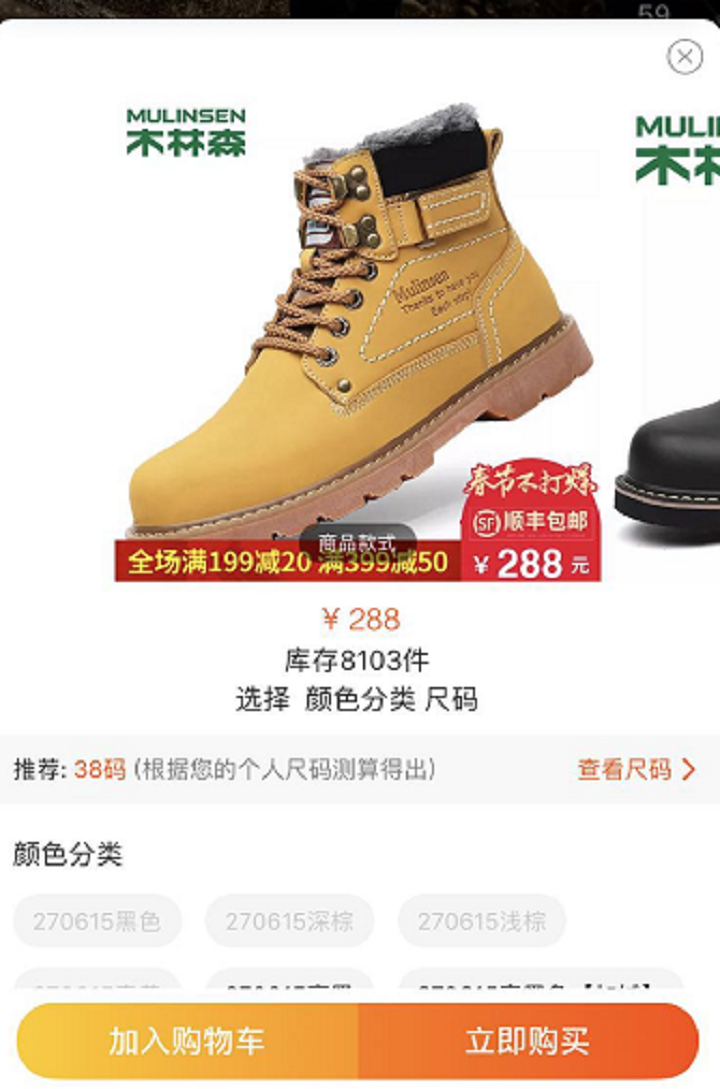 59
MULINSEN
木林森
MULI
木林
Mulinsen
Thanks to have you
Each step!
春节不打烊
SF 顺丰包邮
商品款式
全场满199减20 满399减50
¥ 288 元
¥ 288
库存8103件
选择 颜色分类 尺码
推荐: 38码 (根据您的个人尺码测算得出)
查看尺码
颜色分类
270615黑色
270615深棕
270615浅棕
加入购物车
立即购买